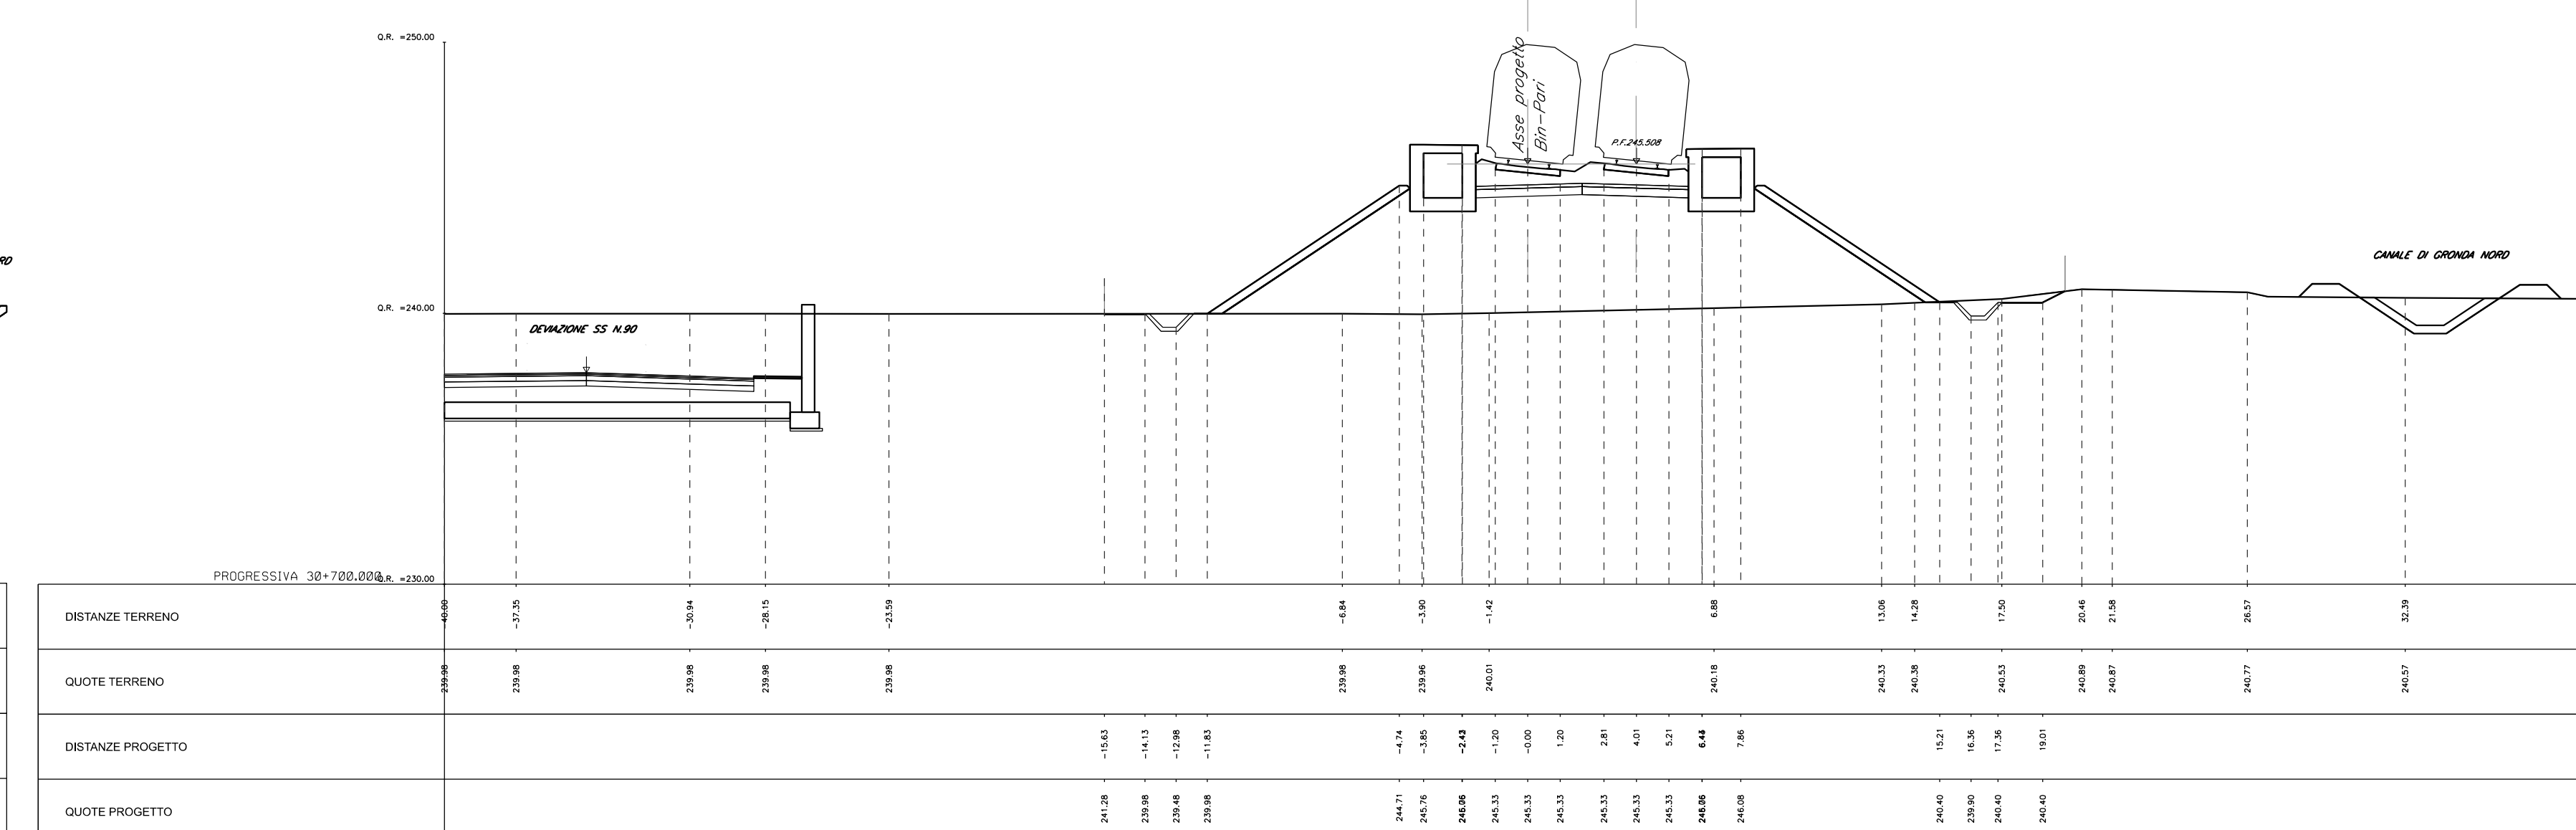 Q.R. =250.00
Asse progetto
Bin-Pari
P.F.245.508
RD
CANALE DI GRONDA NORD
Q.R. =240.00
DEVIAZIONE SS N.90
PROGRESSIVA 30+700.000
Q.R. =230.00
DISTANZE TERRENO -40.00 -37.35 -30.94 -28.15 -23.59 -6.84 -3.90 -1.42 6.88 13.06 14.28 17.50 20.46 21.58 26.57 32.39
QUOTE TERRENO 239.98 239.98 239.98 239.98 239.98 239.98 239.96 240.01 240.18 240.33 240.38 240.53 240.89 240.87 240.77 240.57
DISTANZE PROGETTO -15.63 -14.13 -12.98 -11.83 -4.74 -3.85 -1.20 -0.00 1.20 2.81 4.01 5.21 7.86 15.21 16.36 17.36 19.01
QUOTE PROGETTO 241.28 239.98 239.48 239.98 244.71 245.76 245.33 245.33 245.33 245.33 245.33 245.33 246.08 240.40 239.90 240.40 240.40